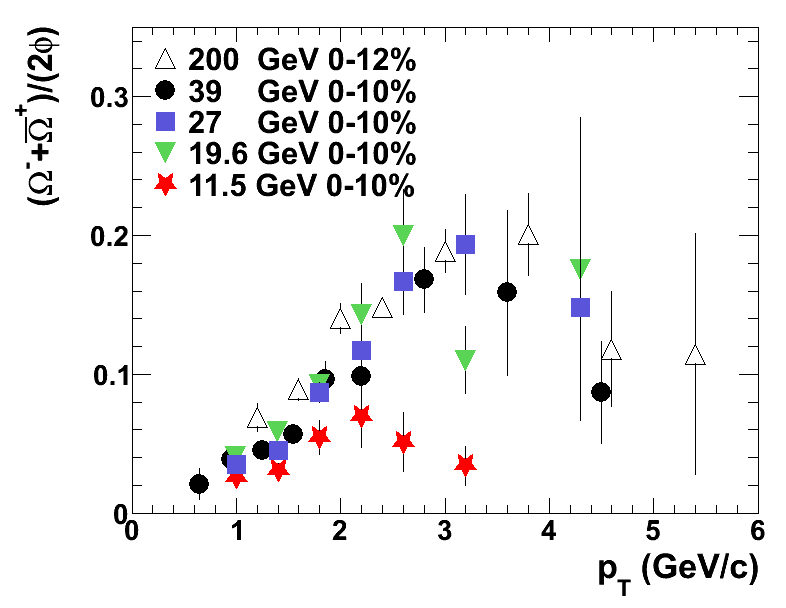 (Ω⁻+Ω̅⁺)/(2ϕ)
200 GeV 0-12%
39 GeV 0-10%
27 GeV 0-10%
19.6 GeV 0-10%
11.5 GeV 0-10%
0.3
0.2
0.1
0
0 1 2 3 4 5 6
p_T (GeV/c)